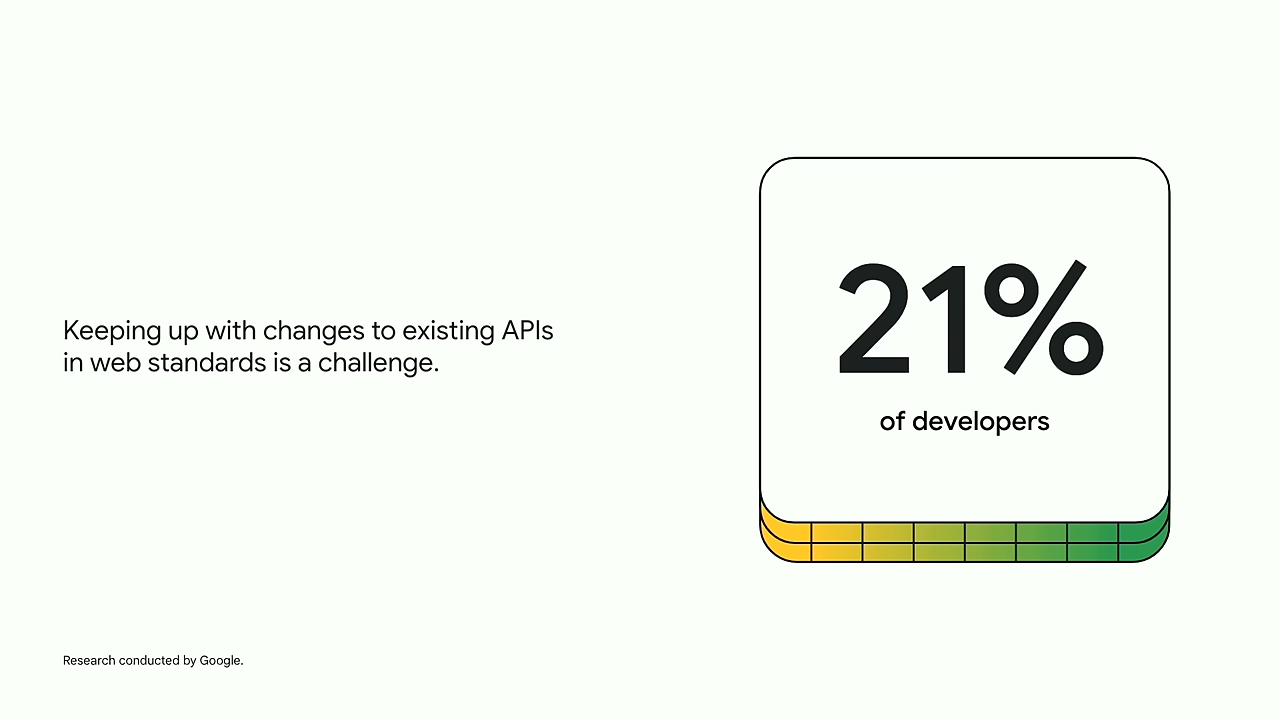 Keeping up with changes to existing APIs
in web standards is a challenge.
21%
of developers
Research conducted by Google.